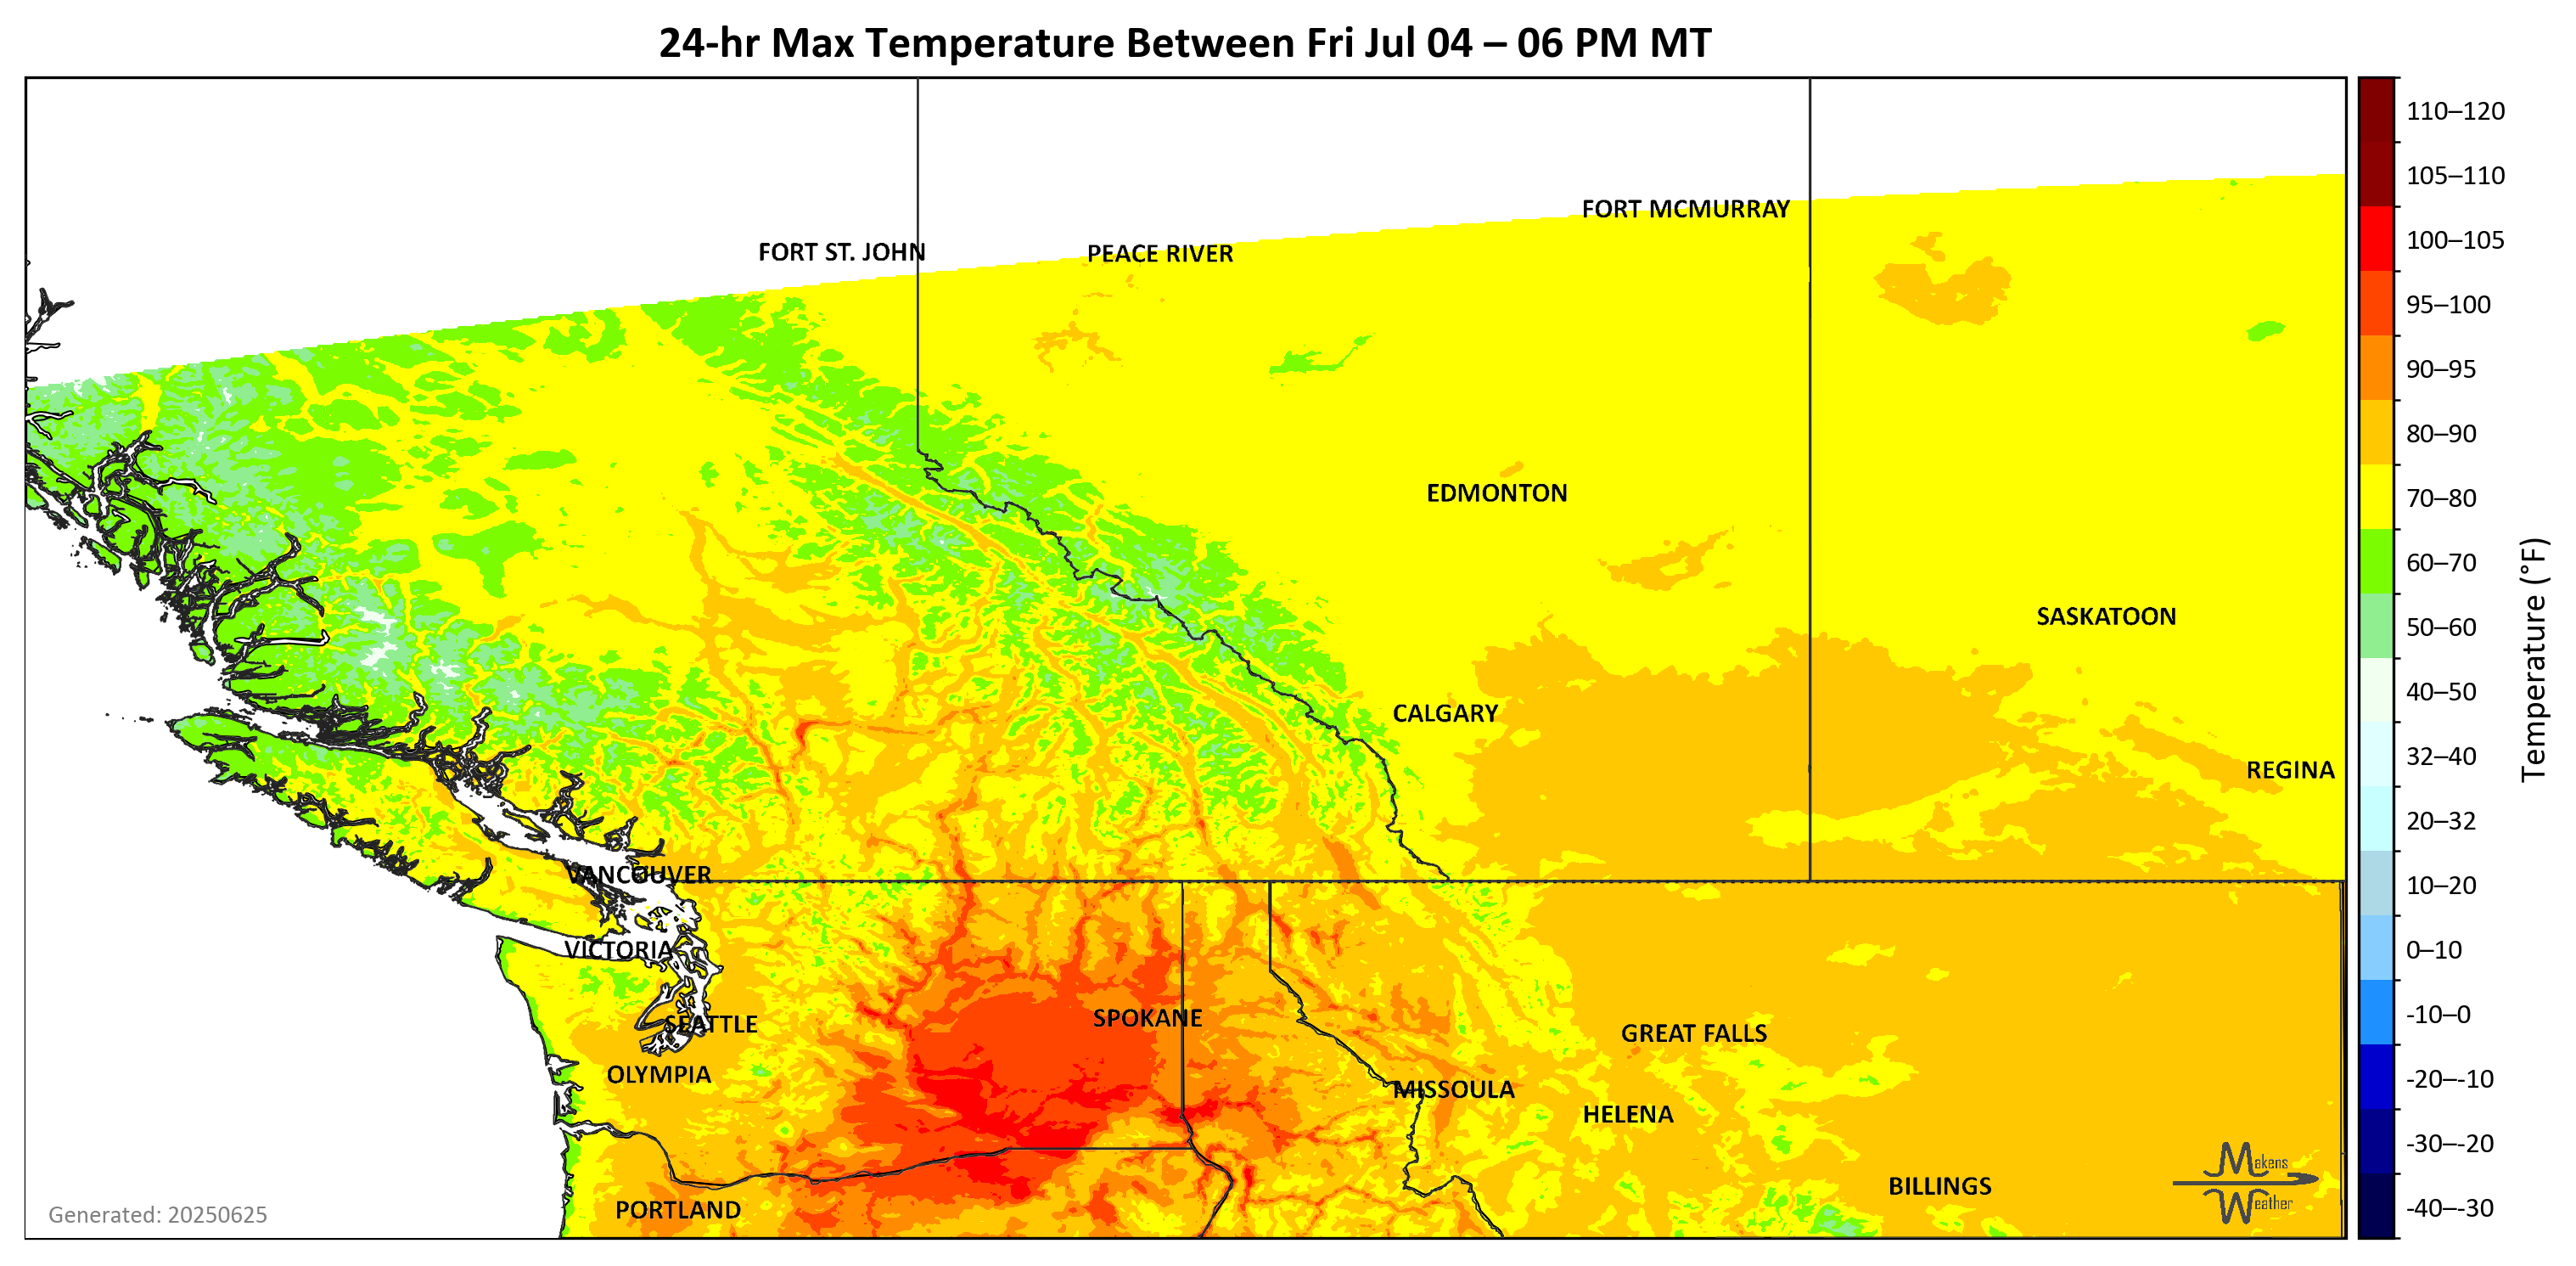 24-hr Max Temperature Between Fri Jul 04 – 06 PM MT
110–120
105–110
100–105
95–100
90–95
80–90
70–80
60–70
50–60
40–50
32–40
20–32
10–20
0–10
-10–0
-20–-10
-30–-20
-40–-30
Temperature (°F)
FORT MCMURRAY
FORT ST. JOHN
PEACE RIVER
EDMONTON
SASKATOON
CALGARY
REGINA
VANCOUVER
VICTORIA
SEATTLE
SPOKANE
GREAT FALLS
OLYMPIA
MISSOULA
HELENA
BILLINGS
PORTLAND
Makens
Weather
Generated: 20250625